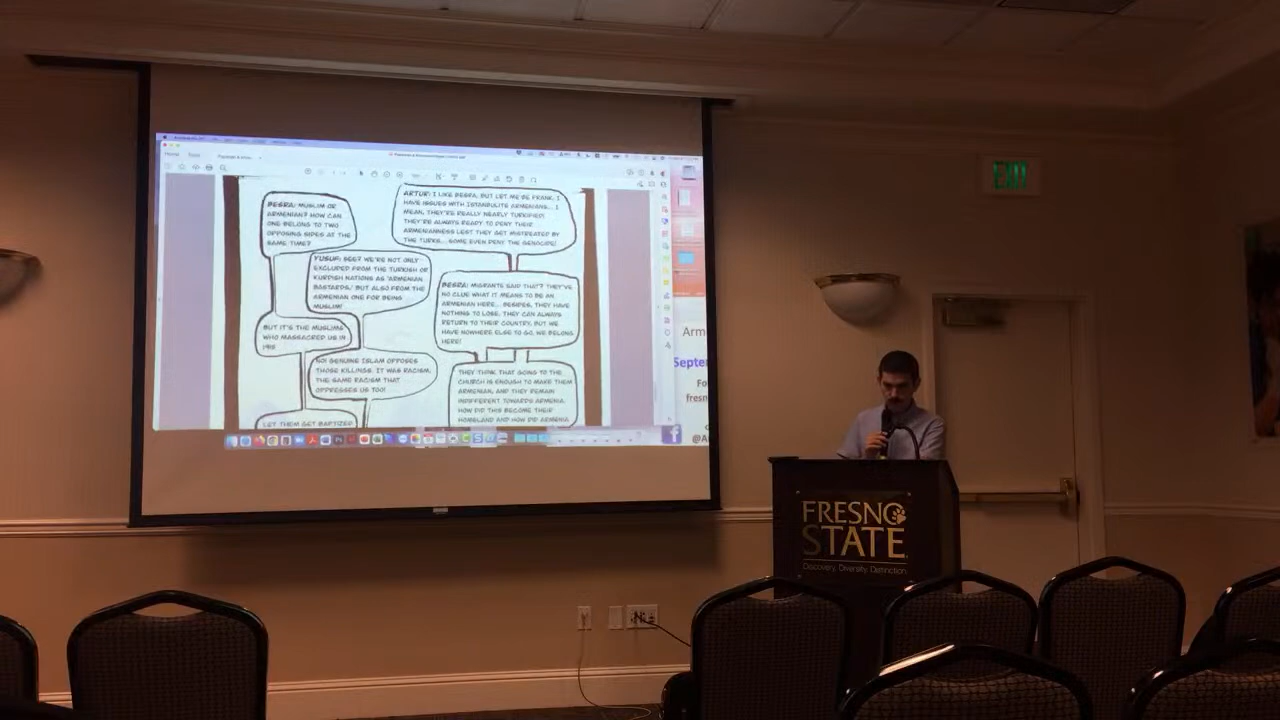 BESRA: MUSLIM OR
ARMENIAN? HOW CAN
ONE BELONG TO TWO
OPPOSING SIDES AT THE
SAME TIME?
YUSUF: SEE? WE'RE NOT ONLY
EXCLUDED FROM THE TURKISH OR
KURDISH NATIONS AS 'ARMENIAN
BASTARDS,' BUT ALSO FROM THE
ARMENIAN ONE FOR BEING
MUSLIM!
BUT IT'S THE MUSLIMS
WHO MASSACRED US IN
1915
NO! GENUINE ISLAM OPPOSES
THOSE KILLINGS. IT WAS RACISM,
THE SAME RACISM THAT
OPPRESSES US TOO!
LET THEM GET BAPTIZED
ARTUR: I LIKE BESRA, BUT LET ME BE FRANK, I
HAVE ISSUES WITH ISTANBULITE ARMENIANS... I
MEAN, THEY'RE REALLY NEARLY TURKIFIED!
THEY'RE ALWAYS READY TO DENY THEIR
ARMENIANNESS LEST THEY GET MISTREATED BY
THE TURKS... SOME EVEN DENY THE GENOCIDE!
BESRA: MIGRANTS SAID THAT? THEY'VE
NO CLUE WHAT IT MEANS TO BE AN
ARMENIAN HERE... BESIDES, THEY HAVE
NOTHING TO LOSE, THEY CAN ALWAYS
RETURN TO THEIR COUNTRY, BUT WE
HAVE NOWHERE ELSE TO GO, WE BELONG
HERE!
THEY THINK THAT GOING TO THE
CHURCH IS ENOUGH TO MAKE THEM
ARMENIAN, AND THEY REMAIN
INDIFFERENT TOWARDS ARMENIA.
HOW DID THIS BECOME THEIR
HOMELAND AND HOW DID ARMENIA
Arm
Septe
Fo
fresn
@A
EXIT
FRESNO
STATE
Discovery. Diversity. Distinction.